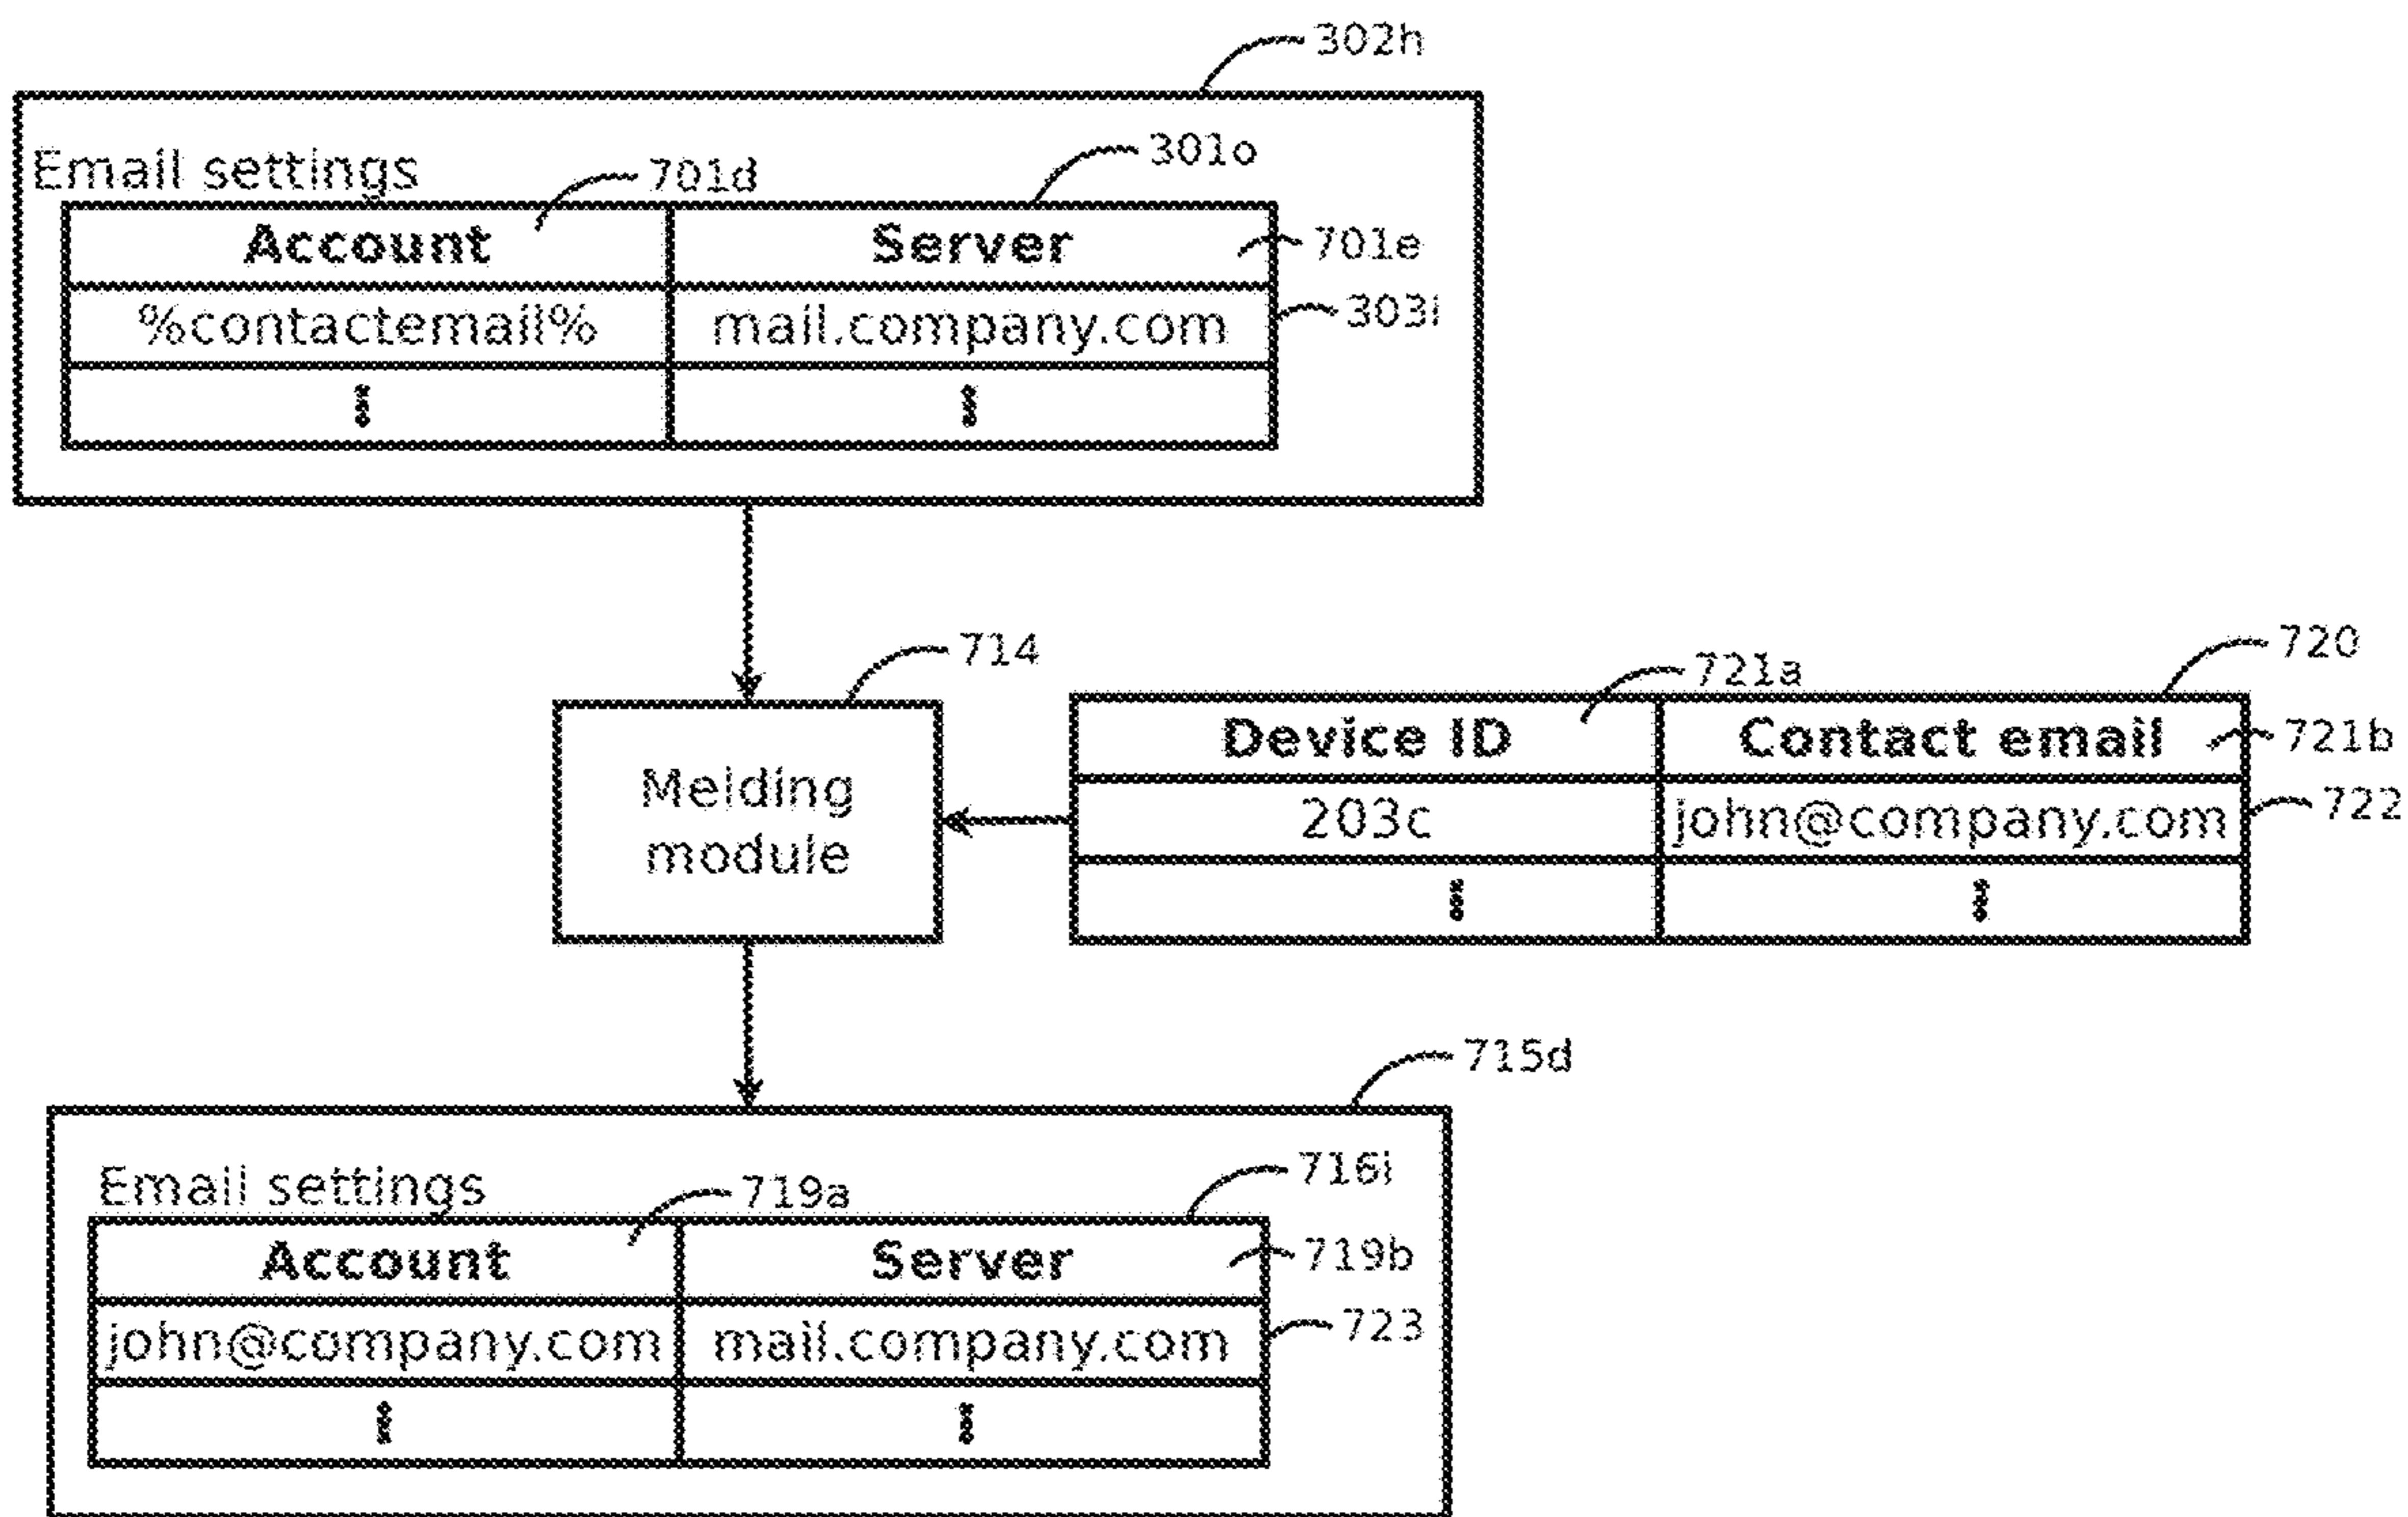 302h
Email settings
701d
301o
Account
Server
701e
%contactemail%
mail.company.com
303i
714
Melding
module
721a
720
Device ID
Contact email
721b
203c
john@company.com
722
715d
Email settings
719a
716i
Account
Server
719b
john@company.com
mail.company.com
723